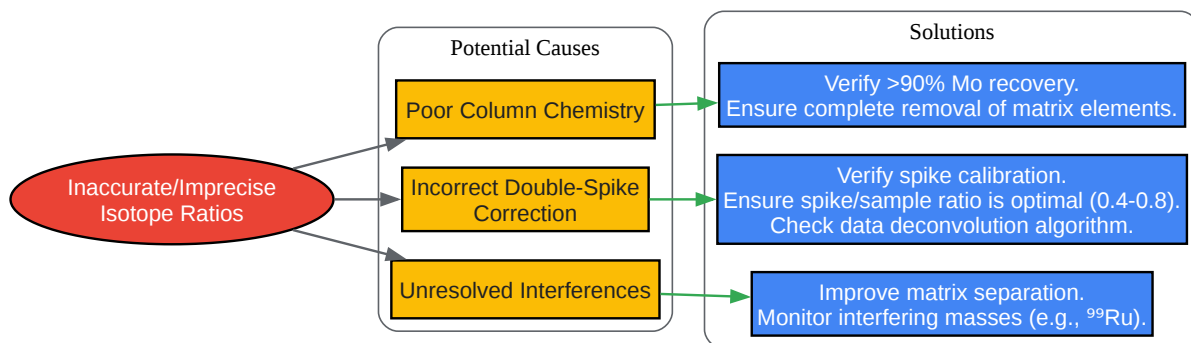 Potential Causes
Solutions
Inaccurate/Imprecise
Isotope Ratios
Poor Column Chemistry
Verify >90% Mo recovery.
Ensure complete removal of matrix elements.
Incorrect Double-Spike
Correction
Verify spike calibration.
Ensure spike/sample ratio is optimal (0.4-0.8).
Check data deconvolution algorithm.
Unresolved Interferences
Improve matrix separation.
Monitor interfering masses (e.g., ⁹⁹Ru).